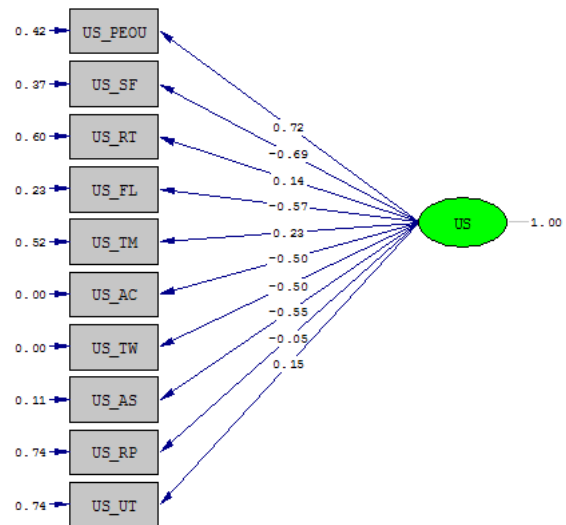 0.42 US_PEOU
0.37 US_SF
0.60 US_RT
0.23 US_FL
0.52 US_TM
0.00 US_AC
0.00 US_TW
0.11 US_AS
0.74 US_RP
0.74 US_UT
0.72
-0.69
0.14
-0.57
0.23
-0.50
-0.50
-0.55
-0.05
0.15
US 1.00